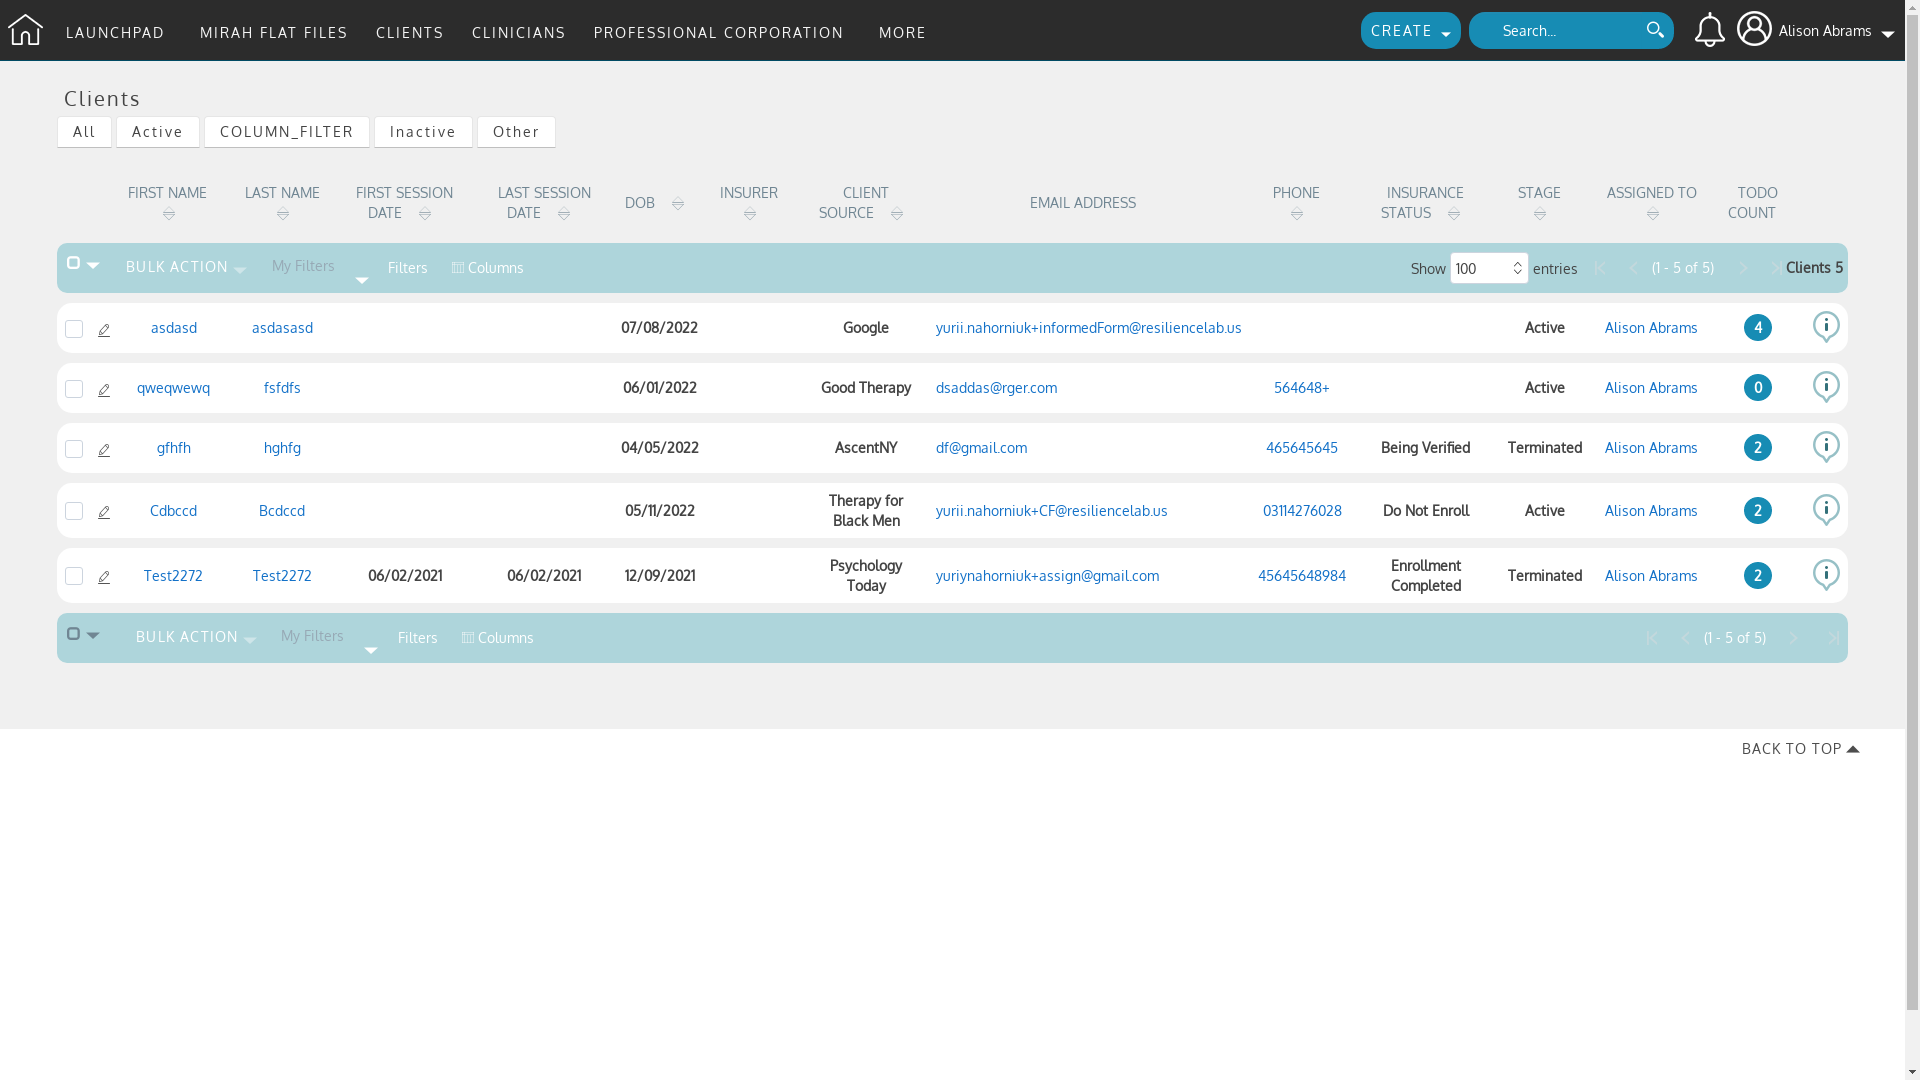 LAUNCHPAD MIRAH FLAT FILES CLIENTS CLINICIANS PROFESSIONAL CORPORATION MORE CREATE Search... Alison Abrams
Clients
All Active COLUMN_FILTER Inactive Other
FIRST NAME LAST NAME FIRST SESSION DATE LAST SESSION DATE DOB INSURER CLIENT SOURCE EMAIL ADDRESS PHONE INSURANCE STATUS STAGE ASSIGNED TO TODO COUNT
BULK ACTION My Filters Filters Columns Show 100 entries (1 - 5 of 5) Clients 5
asdasd asdasasd 07/08/2022 Google yurii.nahorniuk+informedForm@resiliencelab.us Active Alison Abrams 4
qweqwewq fsfdfs 06/01/2022 Good Therapy dsaddas@rger.com 564648+ Active Alison Abrams 0
gfhfh hghfg 04/05/2022 AscentNY df@gmail.com 465645645 Being Verified Terminated Alison Abrams 2
Cdbccd Bcdccd 05/11/2022 Therapy for Black Men yurii.nahorniuk+CF@resiliencelab.us 03114276028 Do Not Enroll Active Alison Abrams 2
Test2272 Test2272 06/02/2021 06/02/2021 12/09/2021 Psychology Today yuriynahorniuk+assign@gmail.com 45645648984 Enrollment Completed Terminated Alison Abrams 2
BULK ACTION My Filters Filters Columns (1 - 5 of 5)
BACK TO TOP